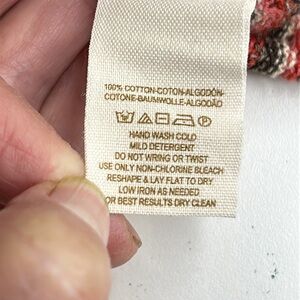 100% COTTON-COTON-ALGODÓN-
COTONE-BAUMWOLLE-ALGODÃO
HAND WASH COLD
MILD DETERGENT
DO NOT WRING OR TWIST
USE ONLY NON-CHLORINE BLEACH
RESHAPE & LAY FLAT TO DRY
LOW IRON AS NEEDED
OR BEST RESULTS DRY CLEAN